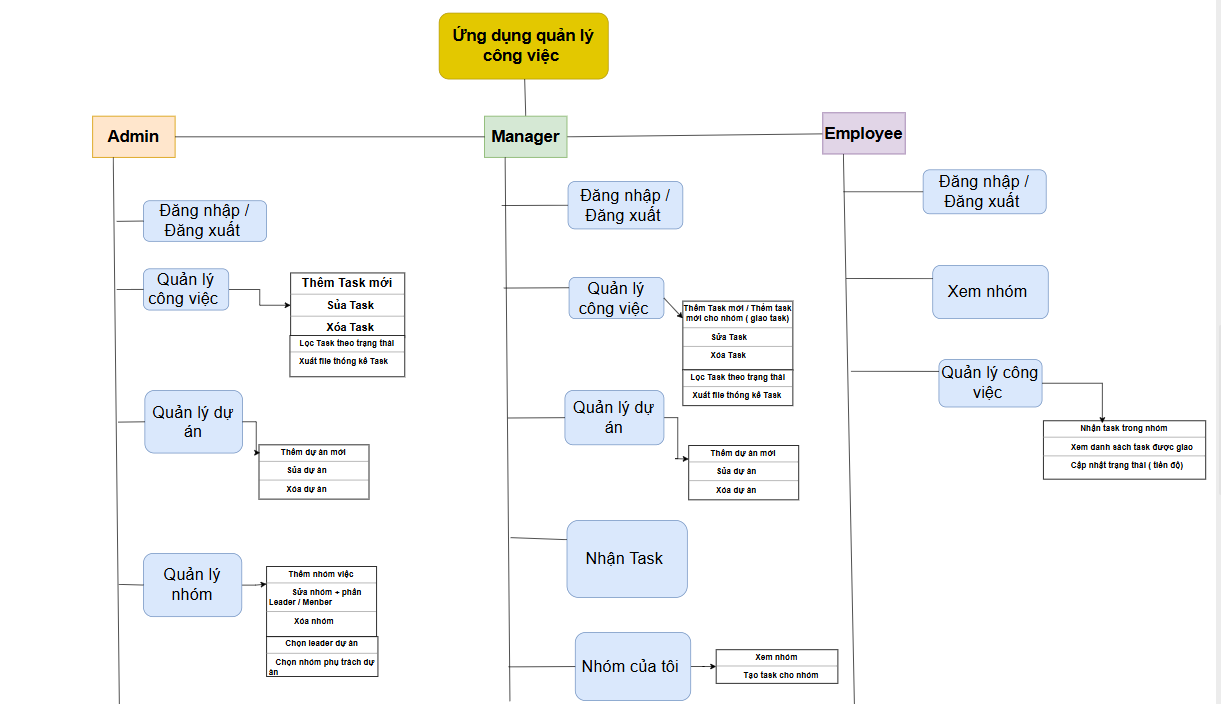 Ứng dụng quản lý
công việc
Admin
Manager
Employee
Đăng nhập /
Đăng xuất
Quản lý
công việc
Thêm Task mới
Sủa Task
Xóa Task
Lọc Task theo trạng thái
Xuất file thống kê Task
Quản lý dự
án
Thêm dự án mới
Sủa dự án
Xóa dự án
Quản lý
nhóm
Thêm nhóm việc
Sửa nhóm + phân
Leader / Menber
Xóa nhóm
Chọn leader dự án
Chọn nhóm phụ trách dự
án
Đăng nhập /
Đăng xuất
Quản lý
công việc
Thêm Task mới / Thêm task
mới cho nhóm ( giao task)
Sửa Task
Xóa Task
Lọc Task theo trạng thái
Xuất file thống kê Task
Quản lý dự
án
Thêm dự án mới
Sủa dự án
Xóa dự án
Nhận Task
Nhóm của tôi
Xem nhóm
Tạo task cho nhóm
Đăng nhập /
Đăng xuất
Xem nhóm
Quản lý công
việc
Nhận task trong nhóm
Xem danh sách task được giao
Cập nhật trạng thái ( tiến độ)